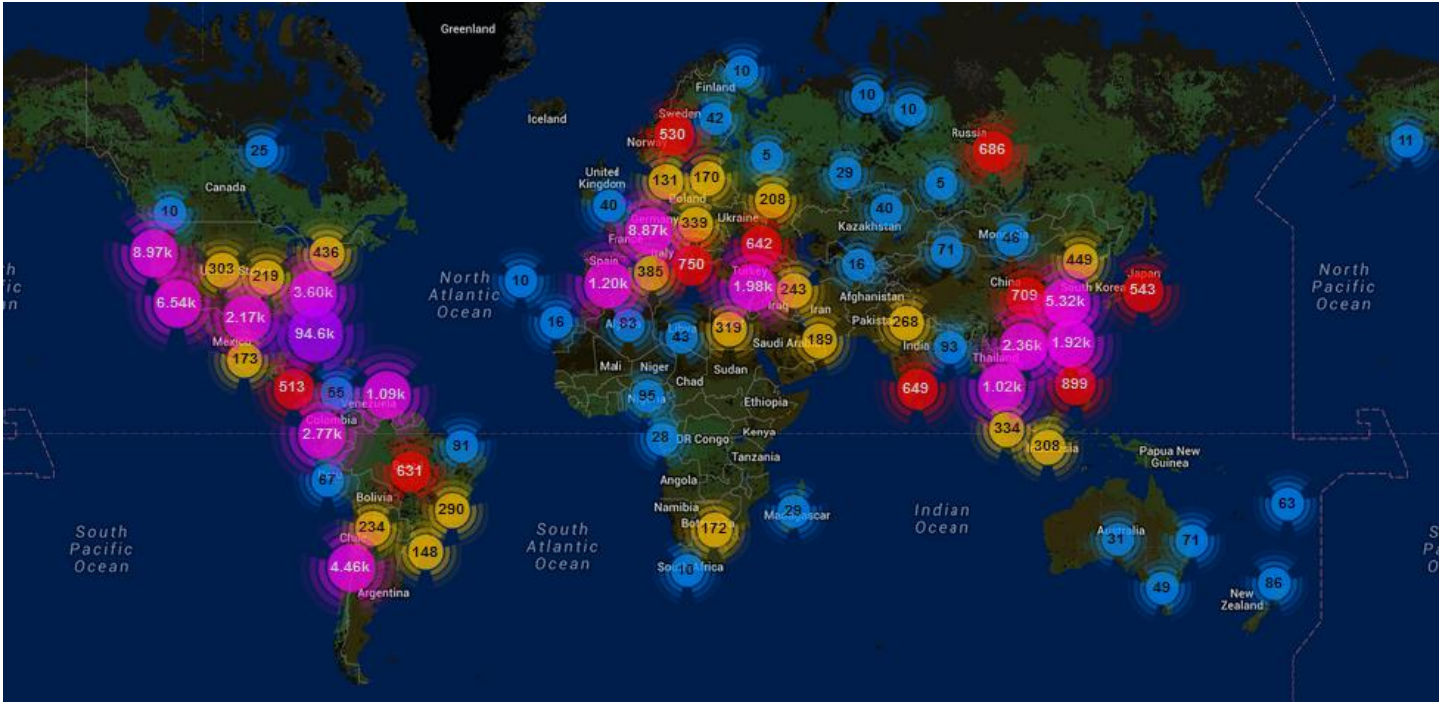 Greenland
10
Finland
10
10
Iceland
Sweden
42
Russia
530
Norway
686
11
25
5
United
Kingdom
131
170
29
5
Canada
Poland
208
10
40
40
Germany
339
Ukraine
Kazakhstan
8.87k
France
642
48
8.97k
436
Italy
71
449
303
219
Spain
385
750
Turkey
16
China
Japan
North
Atlantic
Ocean
10
1.20k
1.98k
243
Afghanistan
709
South Korea
543
North
Pacific
Ocean
6.54k
3.60k
Iraq
Iran
5.32k
2.17k
16
83
Libya
43
319
268
94.6k
Saudi
189
India
93
2.36k
1.92k
Mexico
173
Mali
Niger
Chad
Sudan
Thailand
513
55
1.09k
Venezuela
95
Ethiopia
649
1.02k
899
Colombia
2.77k
91
28
DR Congo
Kenya
334
308
67
631
Tanzania
Papua New
Guinea
Bolivia
Angola
290
Namibia
29
Madagascar
Indian
Ocean
63
South
Pacific
Ocean
234
Chile
148
South
Atlantic
Ocean
172
Australia
31
71
4.46k
South Africa
10
Argentina
49
86
New
Zealand